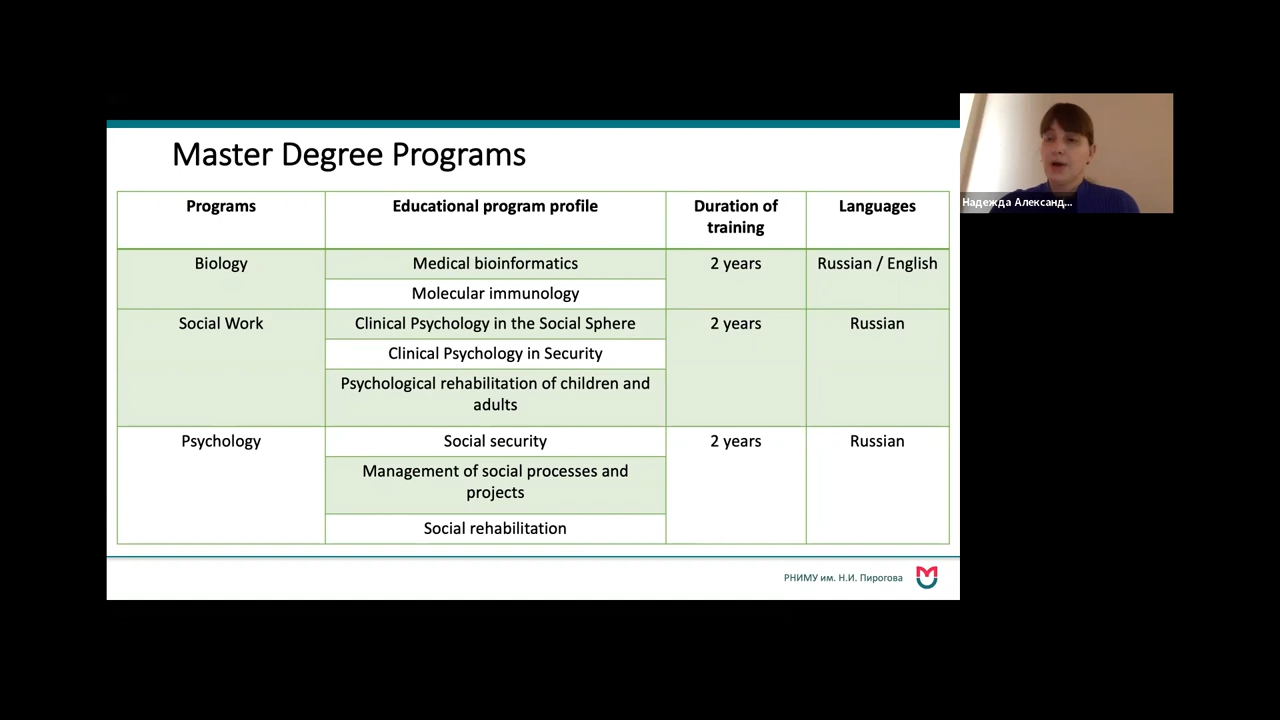 Master Degree Programs
Programs
Educational program profile
Duration of
training
Languages
Biology
Medical bioinformatics
2 years
Russian / English
Molecular immunology
Social Work
Clinical Psychology in the Social Sphere
2 years
Russian
Clinical Psychology in Security
Psychological rehabilitation of children and
adults
Psychology
Social security
2 years
Russian
Management of social processes and
projects
Social rehabilitation
РНИМУ им. Н.И. Пирогова
Надежда Александ...